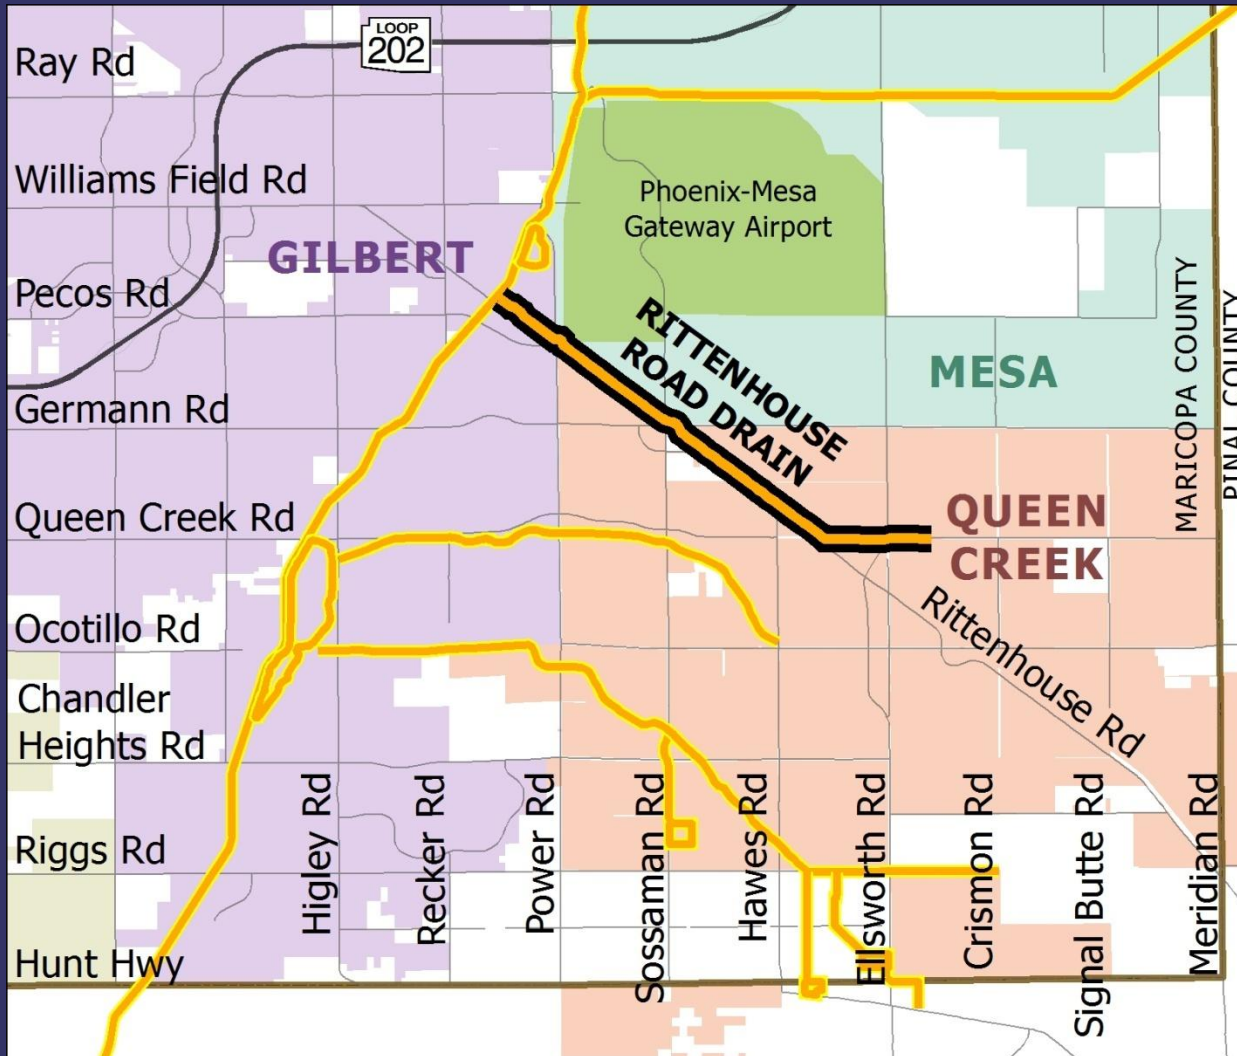 LOOP
202
Ray Rd
Williams Field Rd
Phoenix-Mesa
Gateway Airport
GILBERT
Pecos Rd
RITTENHOUSE
ROAD DRAIN
MESA
MARICOPA COUNTY
PINAL COUNTY
Germann Rd
Queen Creek Rd
QUEEN
CREEK
Ocotillo Rd
Rittenhouse Rd
Chandler
Heights Rd
Riggs Rd
Hunt Hwy
Higley Rd
Recker Rd
Power Rd
Sossaman Rd
Hawes Rd
Ellsworth Rd
Crismon Rd
Signal Butte Rd
Meridian Rd